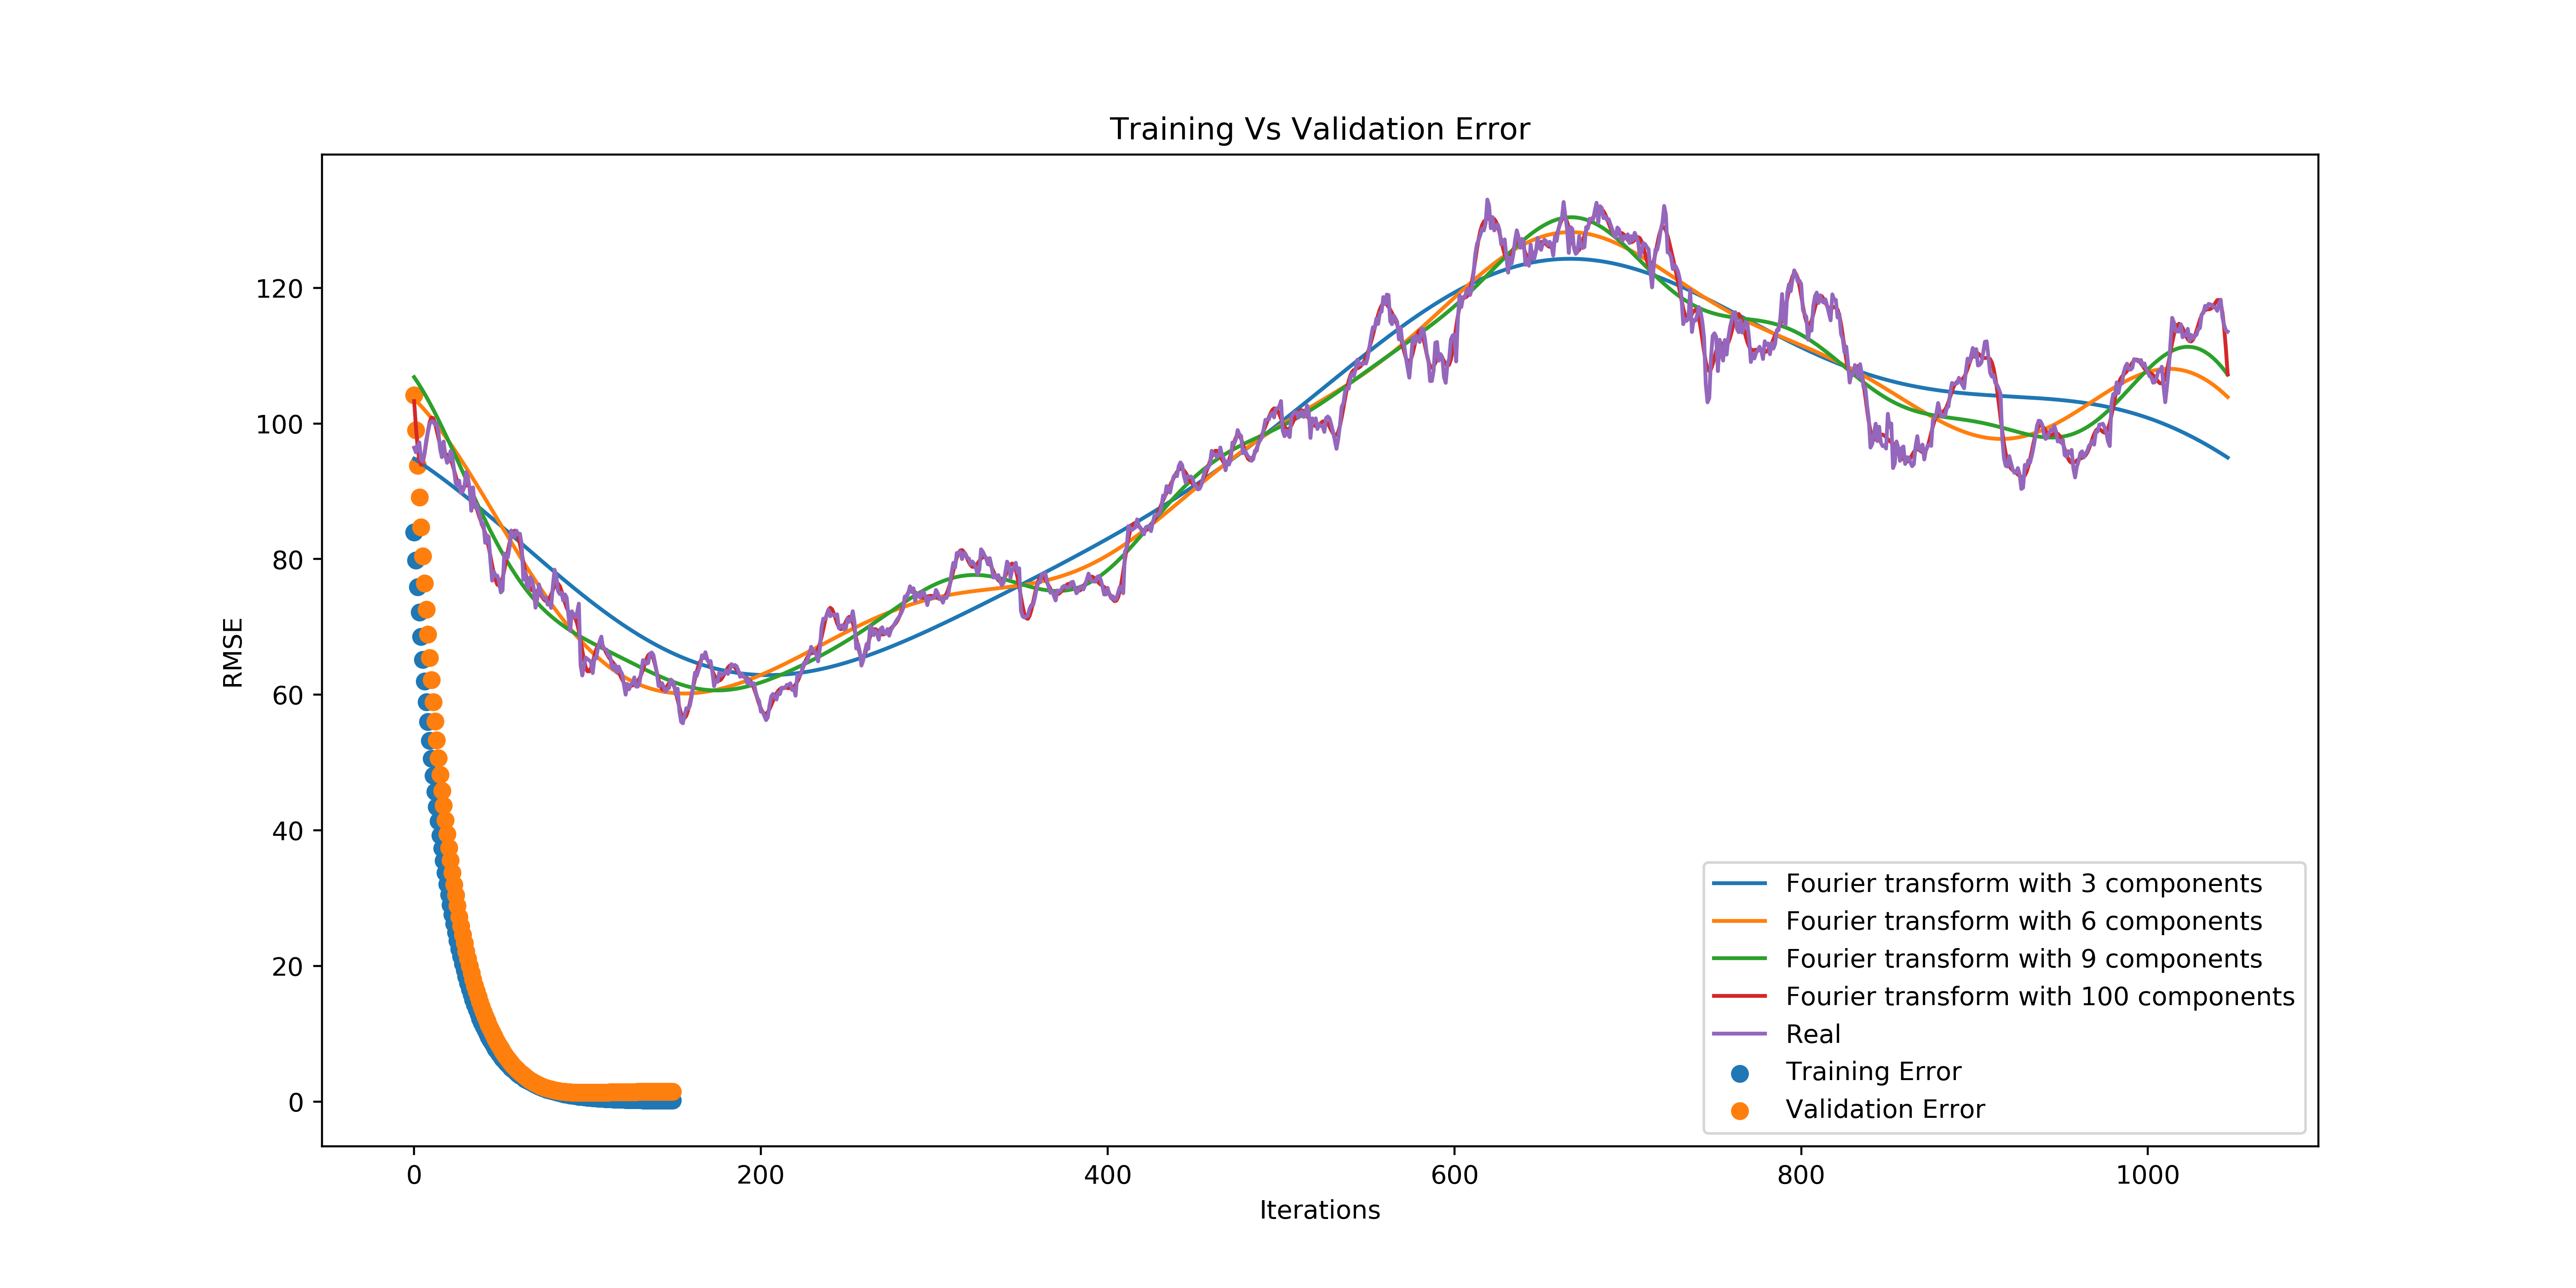 Training Vs Validation Error
120
100
80
60
40
20
0
RMSE
0 200 400 600 800 1000
Iterations
Fourier transform with 3 components
Fourier transform with 6 components
Fourier transform with 9 components
Fourier transform with 100 components
Real
Training Error
Validation Error